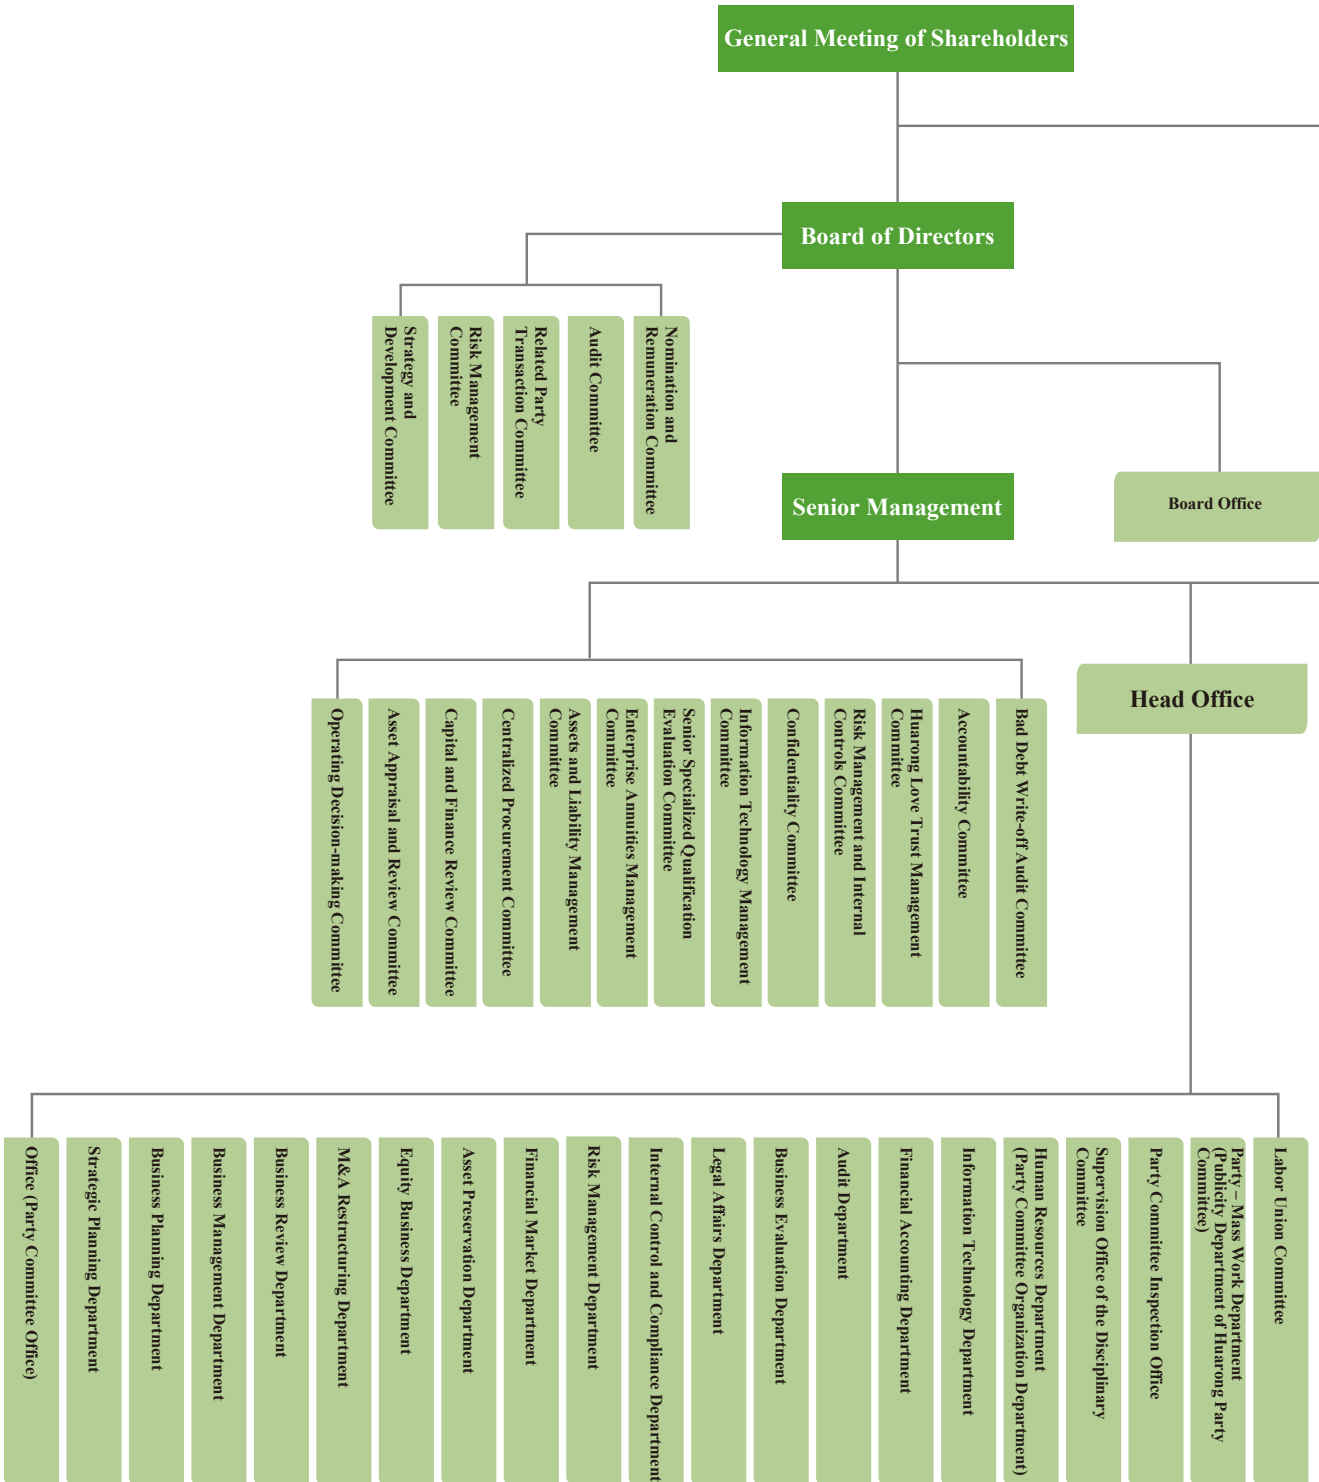 General Meeting of Shareholders
Board of Directors
Strategy and
Development Committee
Risk Management
Committee
Related Party
Transaction Committee
Audit Committee
Nomination and
Remuneration Committee
Senior Management
Board Office
Head Office
Operating Decision-making Committee
Asset Appraisal and Review Committee
Capital and Finance Review Committee
Centralized Procurement Committee
Assets and Liability Management
Committee
Enterprise Annuities Management
Committee
Senior Specialized Qualification
Evaluation Committee
Information Technology Management
Committee
Confidentiality Committee
Risk Management and Internal
Controls Committee
Huarong Love Trust Management
Committee
Accountability Committee
Bad Debt Write-off Audit Committee
Office (Party Committee Office)
Strategic Planning Department
Business Planning Department
Business Management Department
Business Review Department
M&A Restructuring Department
Equity Business Department
Asset Preservation Department
Financial Market Department
Risk Management Department
Internal Control and Compliance Department
Legal Affairs Department
Business Evaluation Department
Audit Department
Financial Accounting Department
Information Technology Department
Human Resources Department
(Party Committee Organization Department)
Supervision Office of the Disciplinary
Committee
Party Committee Inspection Office
Party – Mass Work Department
(Publicity Department of Huarong Party
Committee)
Labor Union Committee